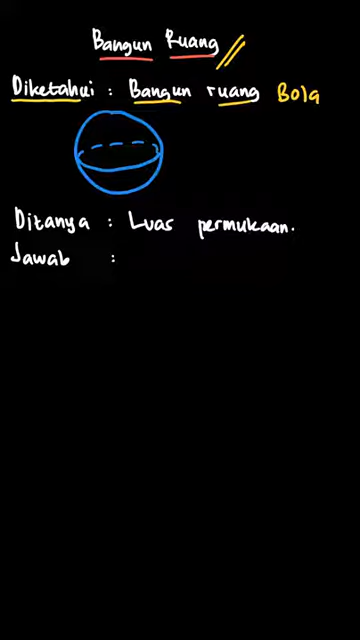 Bangun Ruang
Diketahui : Bangun ruang Bola
Ditanya : Luas permukaan.
Jawab :